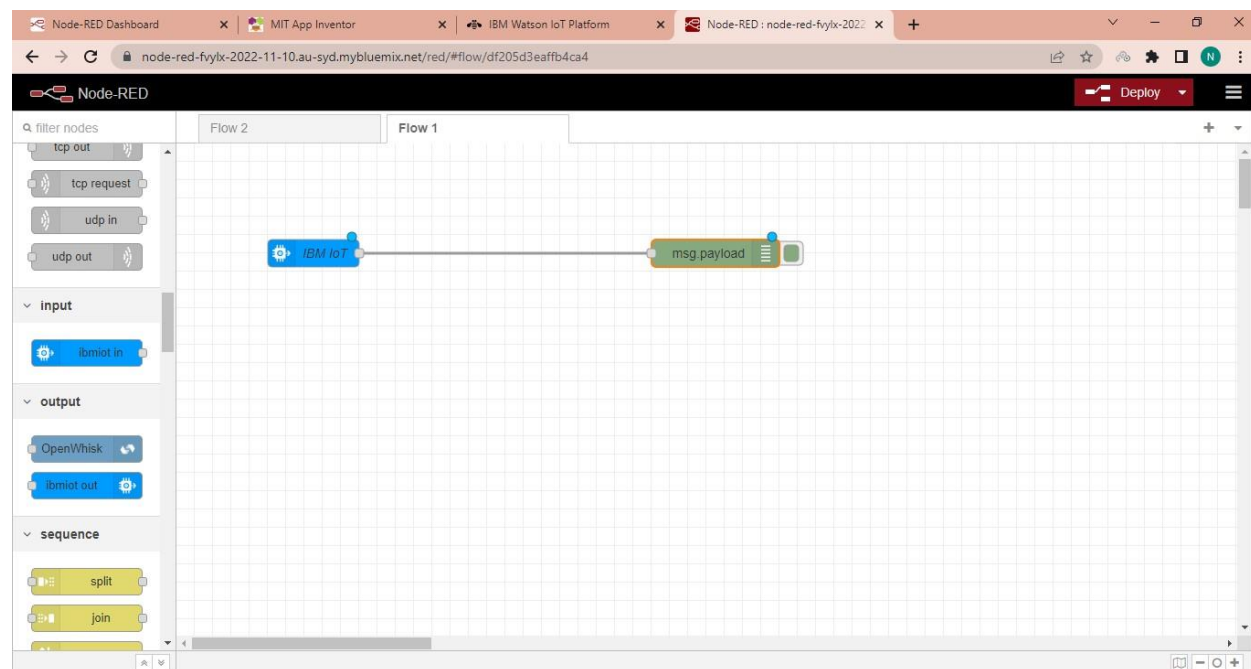 Node-RED Dashboard
MIT App Inventor
IBM Watson IoT Platform
Node-RED : node-red-fvylx-2022
node-red-fvylx-2022-11-10.au-syd.mybluemix.net/red/#flow/df205d3eaffb4ca4
N
Node-RED
Deploy
filter nodes
Flow 2
Flow 1
tcp out
tcp request
udp in
udp out
input
ibmiot in
output
OpenWhisk
ibmiot out
sequence
split
join
IBM IoT
msg.payload